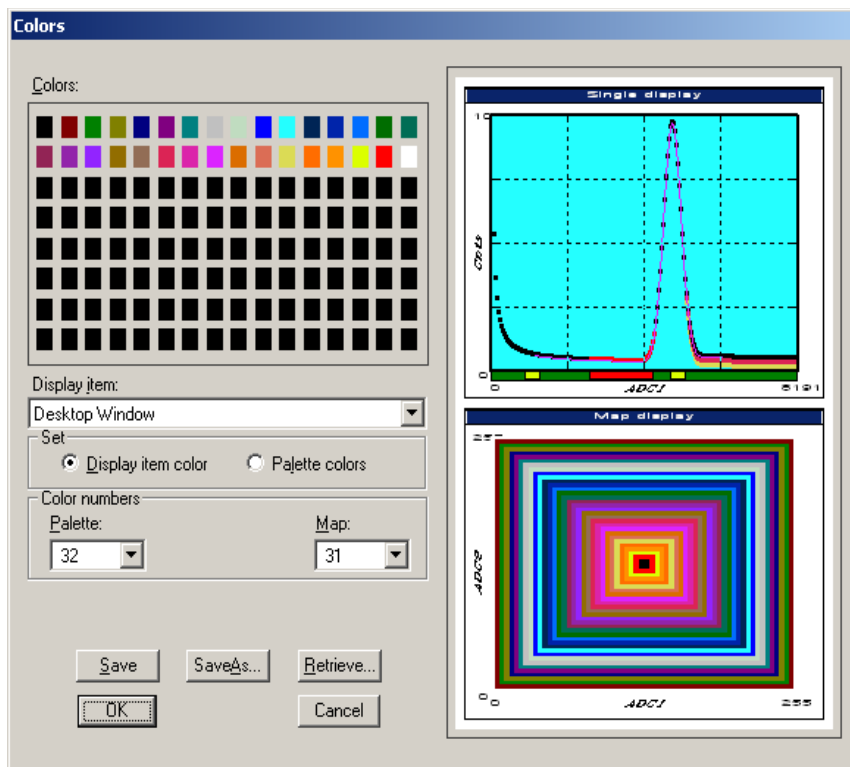 Colors
Colors:
Display item:
Desktop Window
Set
Display item color
Palette colors
Color numbers
Palette:
Map:
32
31
Save
SaveAs...
Retrieve...
OK
Cancel
Single display
10
Cnts
0
0
ADC1
8191
Map display
255
ADC2
0
0
ADC1
255